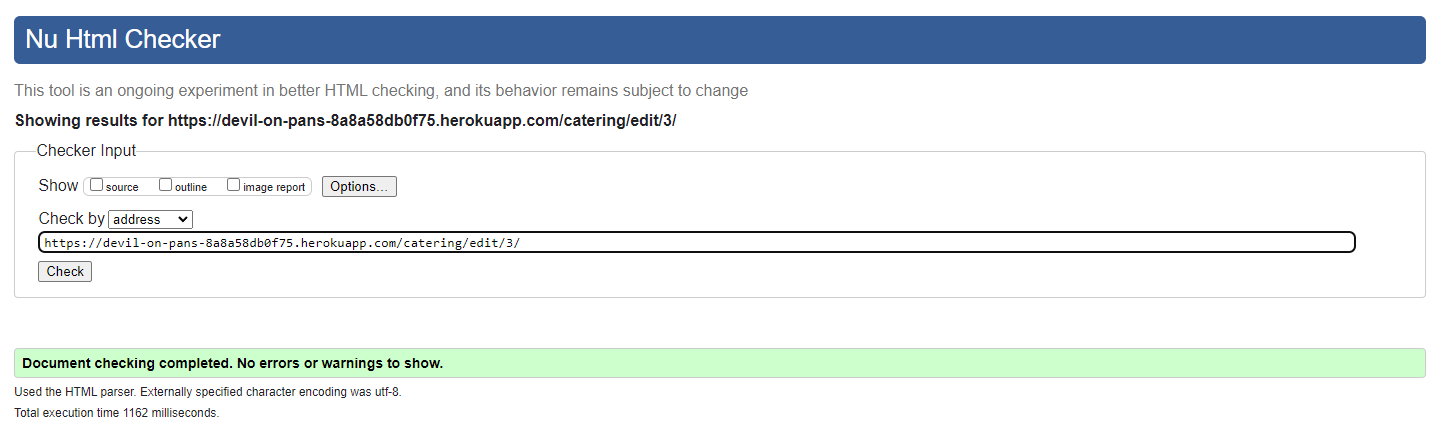 Nu Html Checker
This tool is an ongoing experiment in better HTML checking, and its behavior remains subject to change
Showing results for https://devil-on-pans-8a8a58db0f75.herokuapp.com/catering/edit/3/
Checker Input
Show source outline image report Options...
Check by address
https://devil-on-pans-8a8a58db0f75.herokuapp.com/catering/edit/3/
Check
Document checking completed. No errors or warnings to show.
Used the HTML parser. Externally specified character encoding was utf-8.
Total execution time 1162 milliseconds.